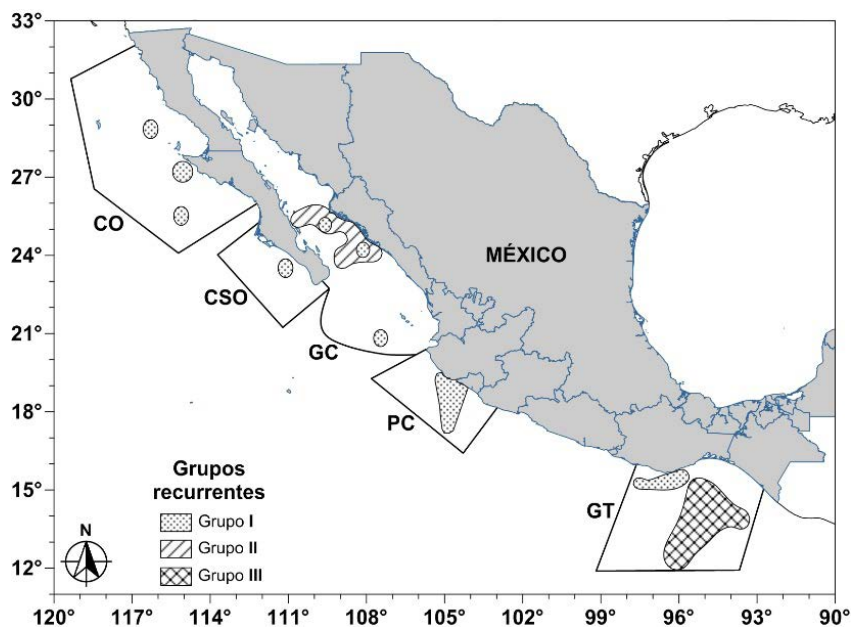 33°
30°
27°
24°
21°
18°
15°
12°
CO
CSO
GC
PC
GT
MÉXICO
Grupos
recurrentes
Grupo I
Grupo II
Grupo III
N
120° 117° 114° 111° 108° 105° 102° 99° 96° 93° 90°